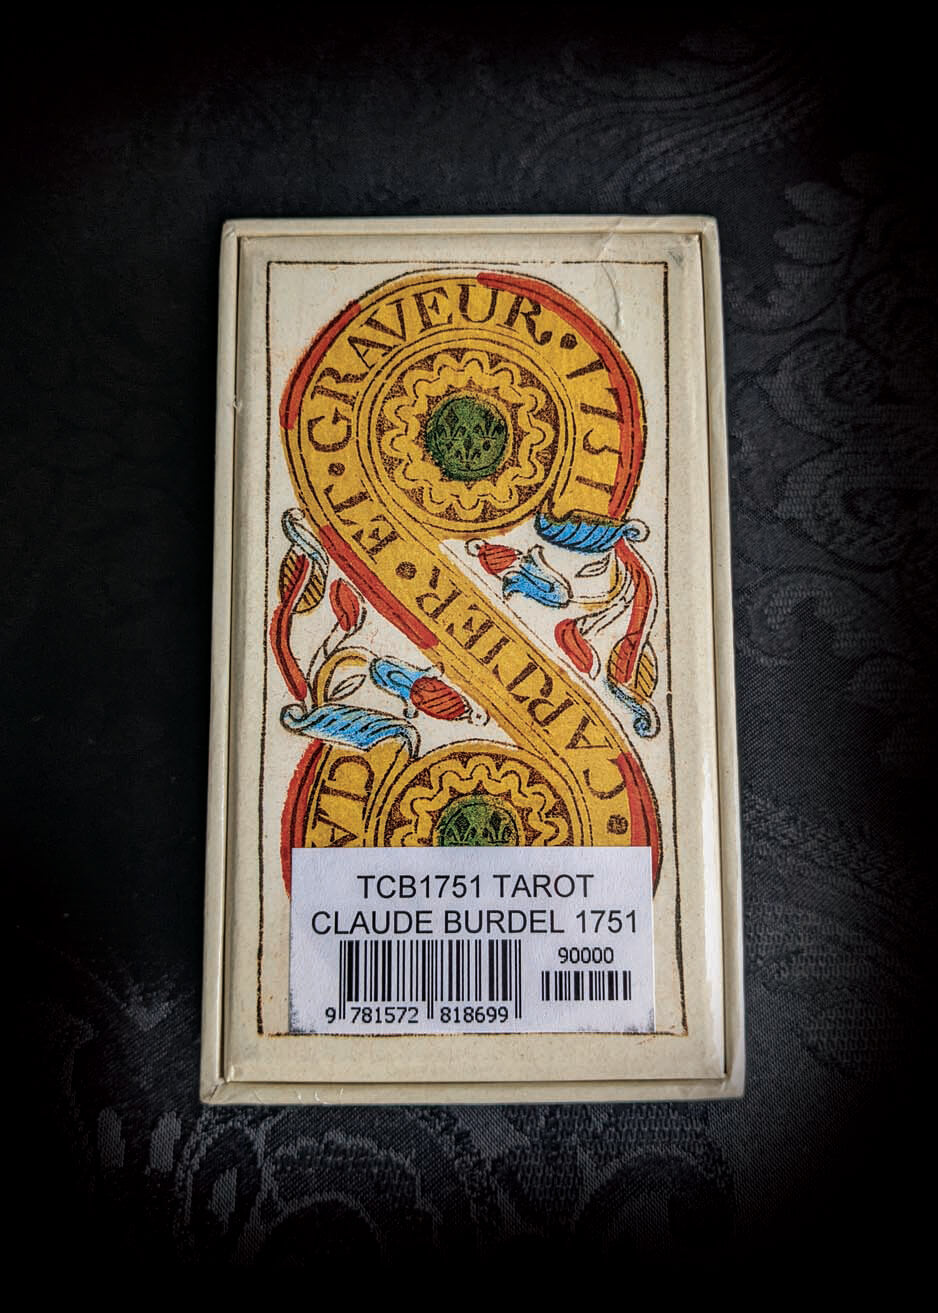 • CARTIER • ET • GRAVEUR • 1751
TCB1751 TAROT
CLAUDE BURDEL 1751
90000
9 781572 818699